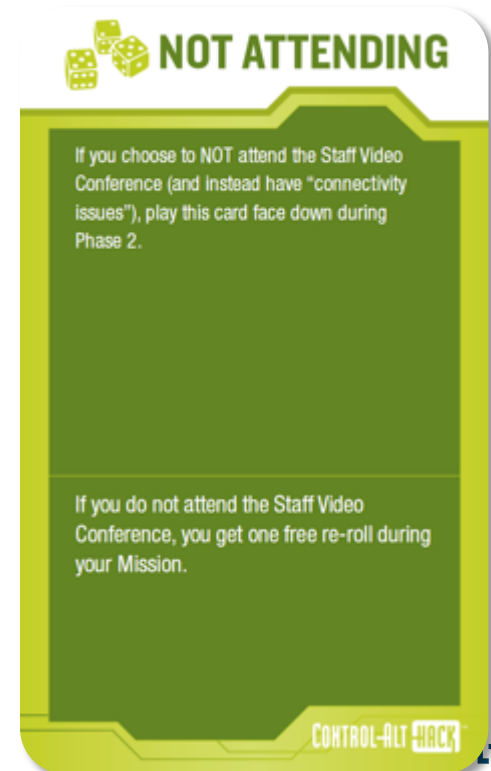 NOT ATTENDING
If you choose to NOT attend the Staff Video
Conference (and instead have “connectivity
issues”), play this card face down during
Phase 2.
If you do not attend the Staff Video
Conference, you get one free re-roll during
your Mission.
CONTROL-ALT HACK™